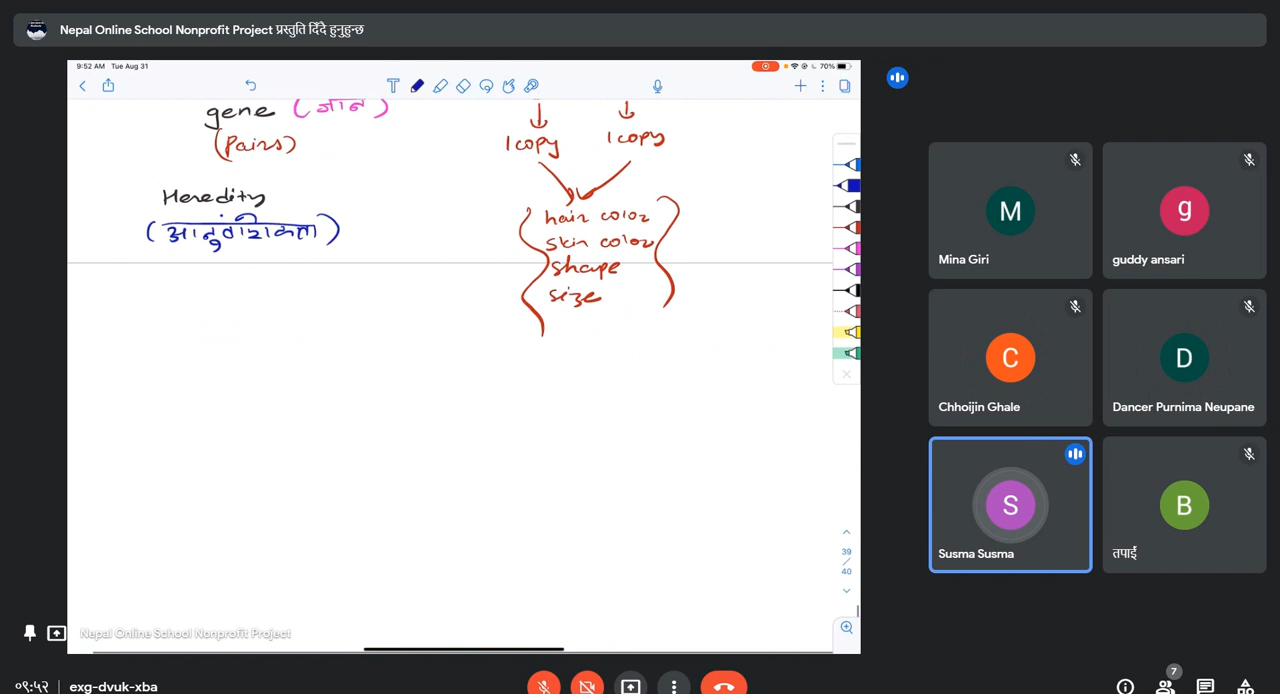 Nepal Online School Nonprofit Project प्रस्तुति दिँदै हुनुहुन्छ
9:52 AM Tue Aug 31
70%
gene (जीन)
(Pairs)
1 copy
1 copy
Heredity
(आनुवंशिकता)
hair color
skin color
shape
size
39
40
Nepal Online School Nonprofit Project
M
Mina Giri
g
guddy ansari
C
Chhoijin Ghale
D
Dancer Purnima Neupane
S
Susma Susma
B
तपाईं
०९:५२ | exg-dvuk-xba
7